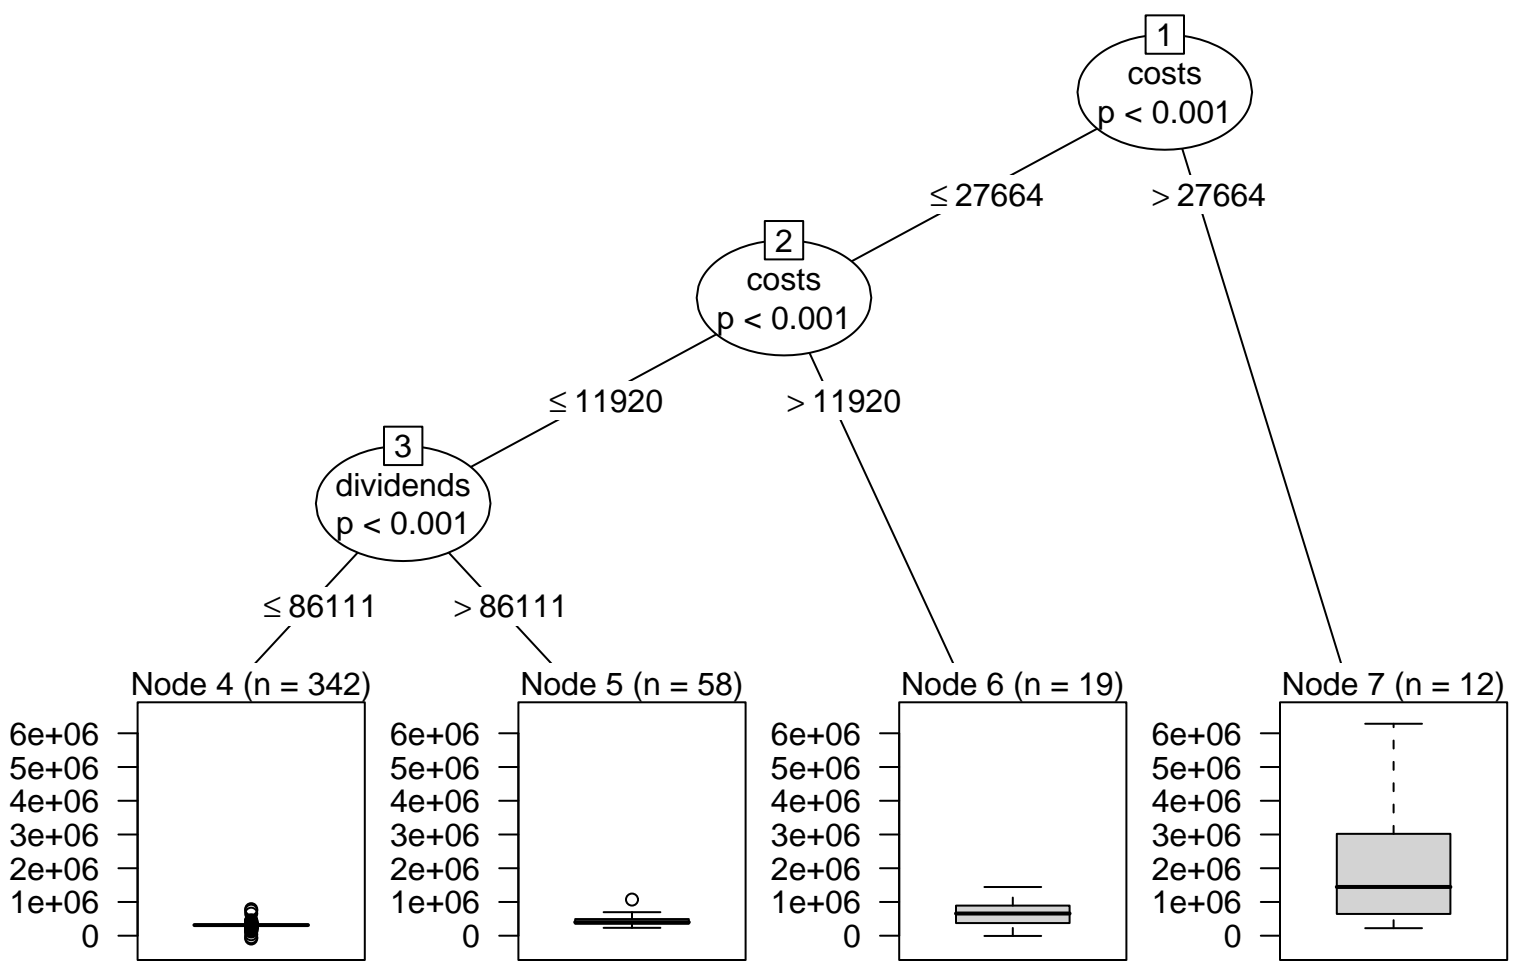 1
costs
p < 0.001
≤ 27664
> 27664
2
costs
p < 0.001
≤ 11920
> 11920
3
dividends
p < 0.001
≤ 86111
> 86111
Node 4 (n = 342)
6e+06
5e+06
4e+06
3e+06
2e+06
1e+06
0
Node 5 (n = 58)
6e+06
5e+06
4e+06
3e+06
2e+06
1e+06
0
Node 6 (n = 19)
6e+06
5e+06
4e+06
3e+06
2e+06
1e+06
0
Node 7 (n = 12)
6e+06
5e+06
4e+06
3e+06
2e+06
1e+06
0